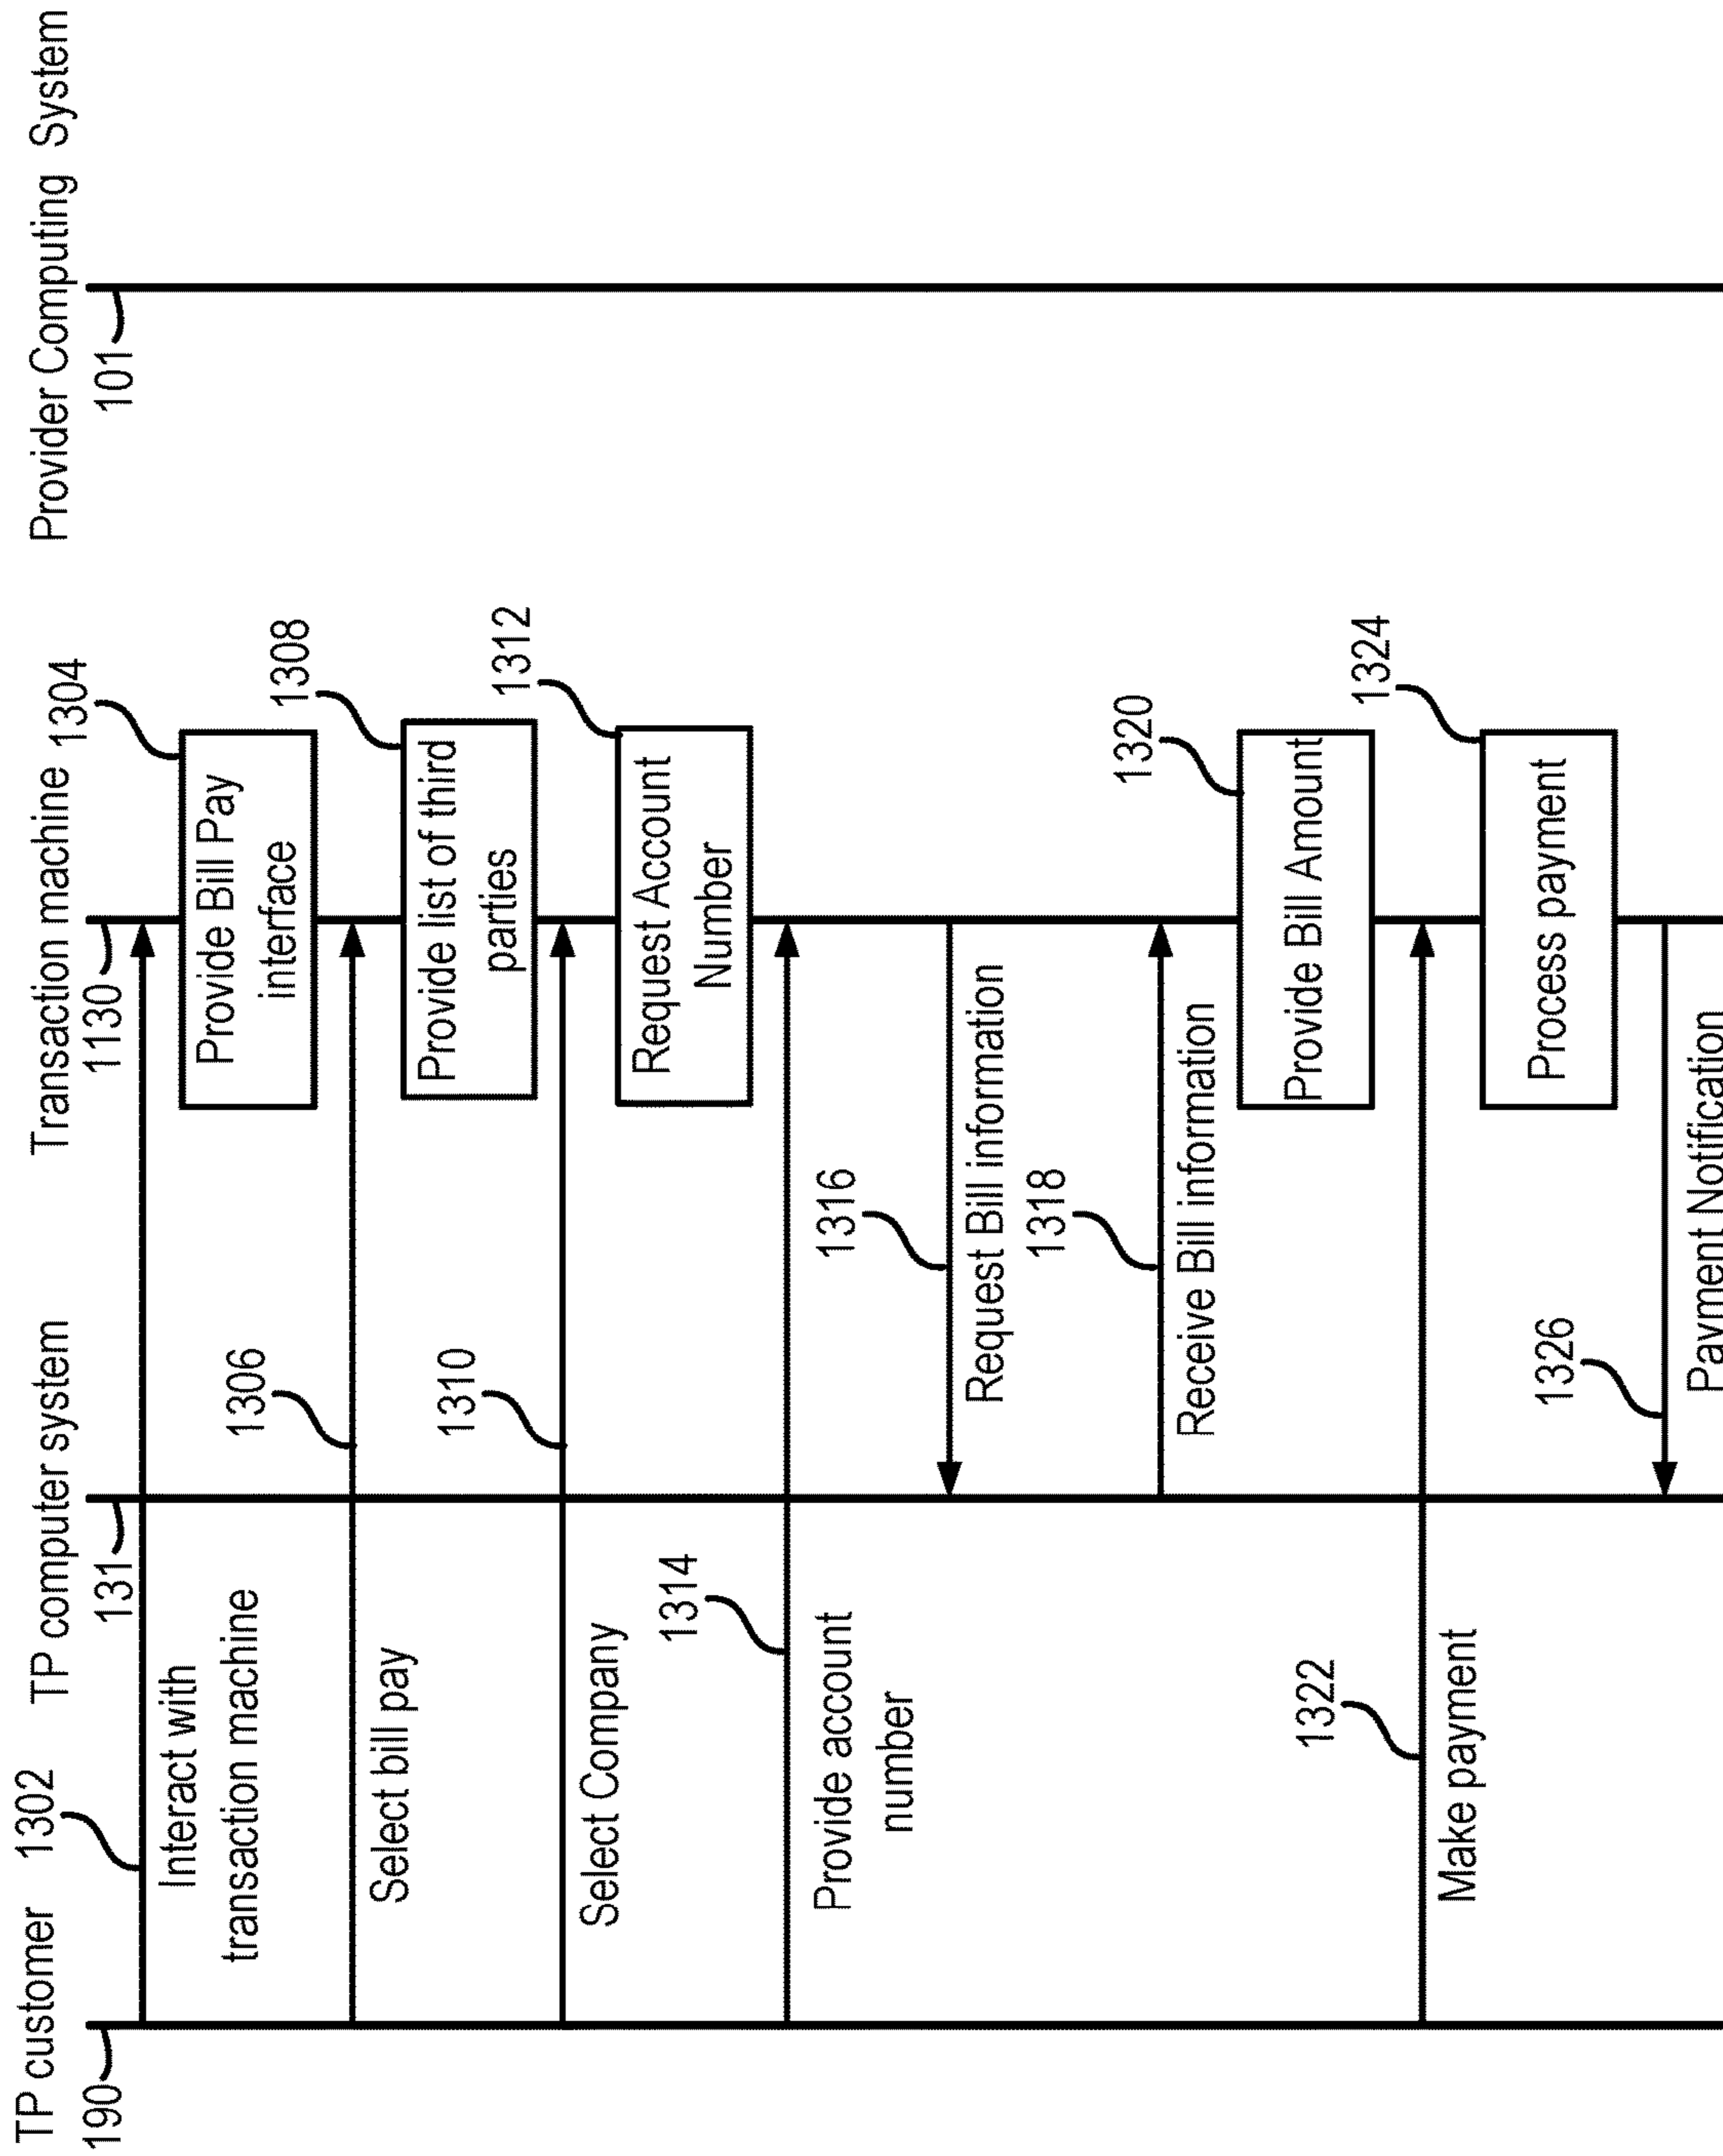 TP customer
1302
TP computer system
Transaction machine
1304
Provider Computing System
190
131
1130
101
Interact with
transaction machine
Provide Bill Pay
interface
1306
1308
Select bill pay
Provide list of third
parties
1310
1312
Select Company
Request Account
Number
1314
Provide account
number
1316
Request Bill information
1318
Receive Bill information
1320
Provide Bill Amount
1322
1324
Make payment
Process payment
1326
Payment Notification